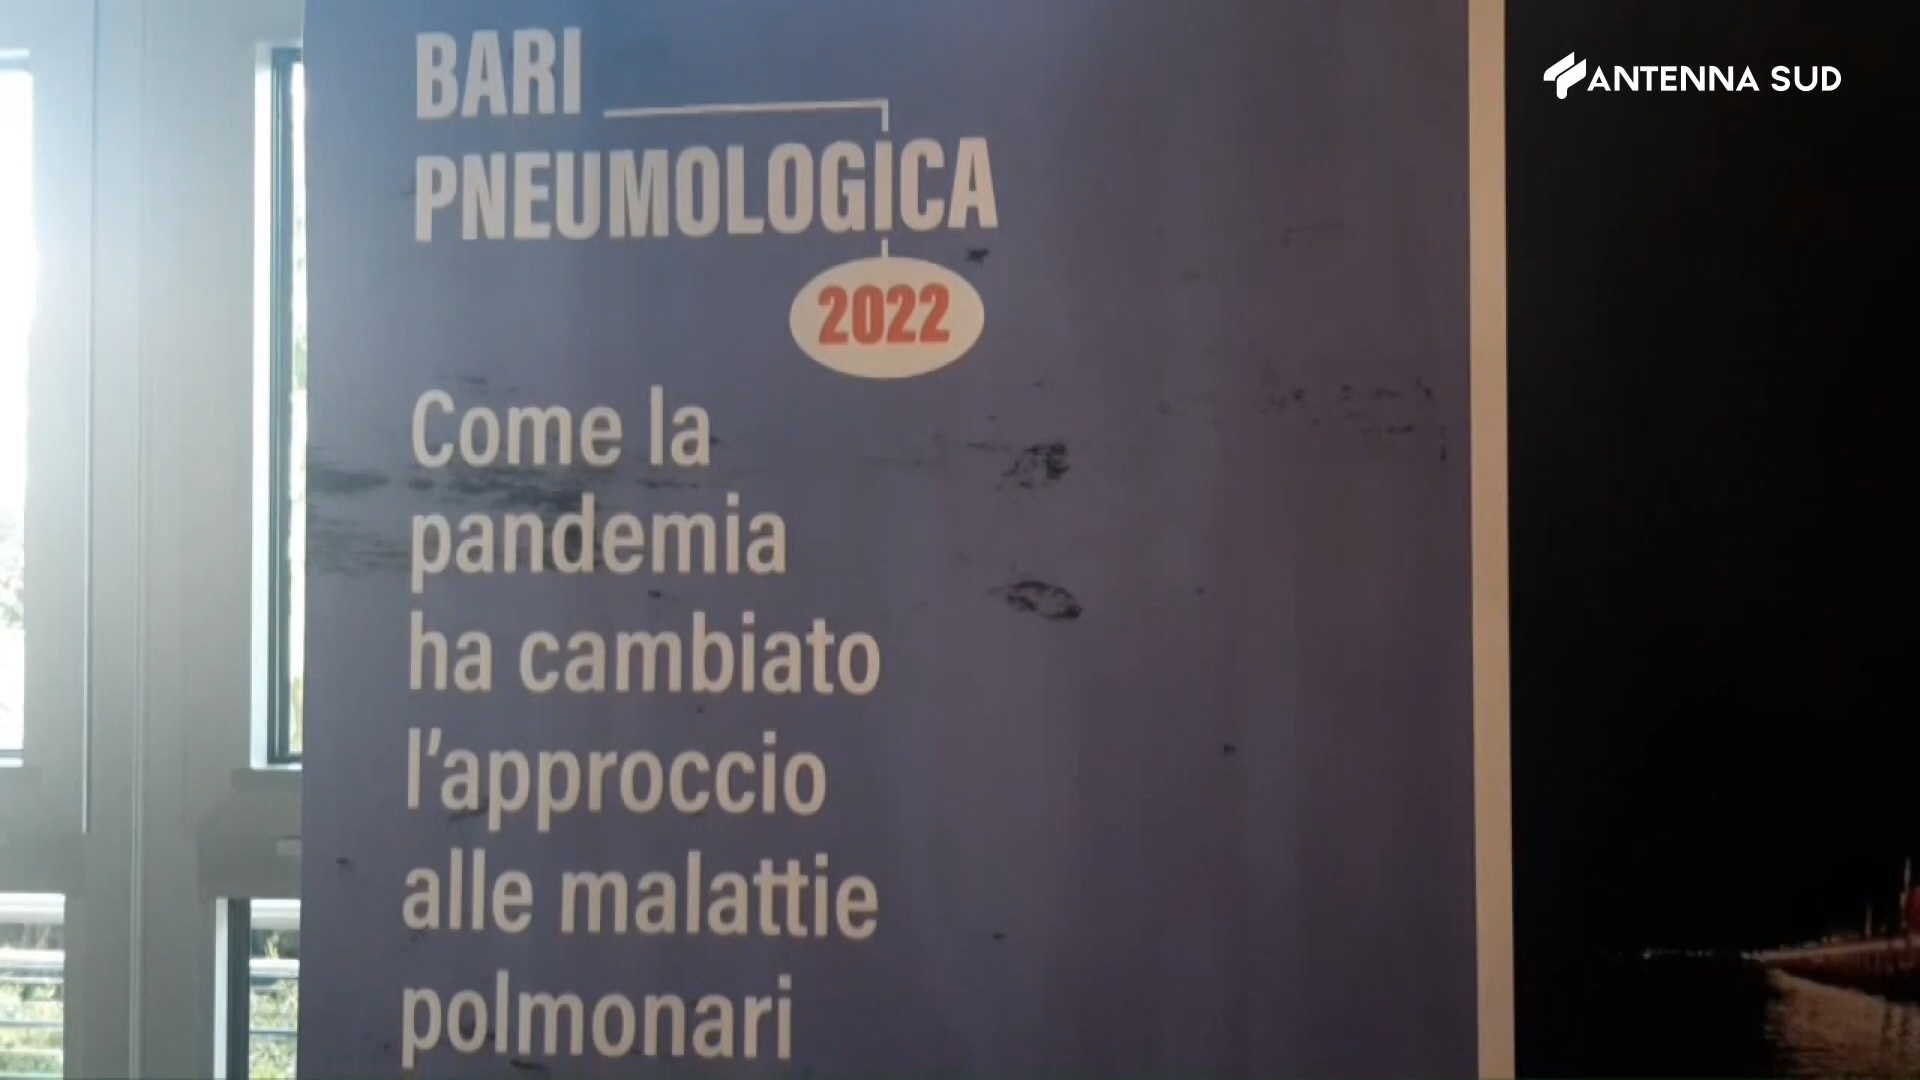 BARI
PNEUMOLOGICA
2022
Come la
pandemia
ha cambiato
l'approccio
alle malattie
polmonari
ANTENNA SUD